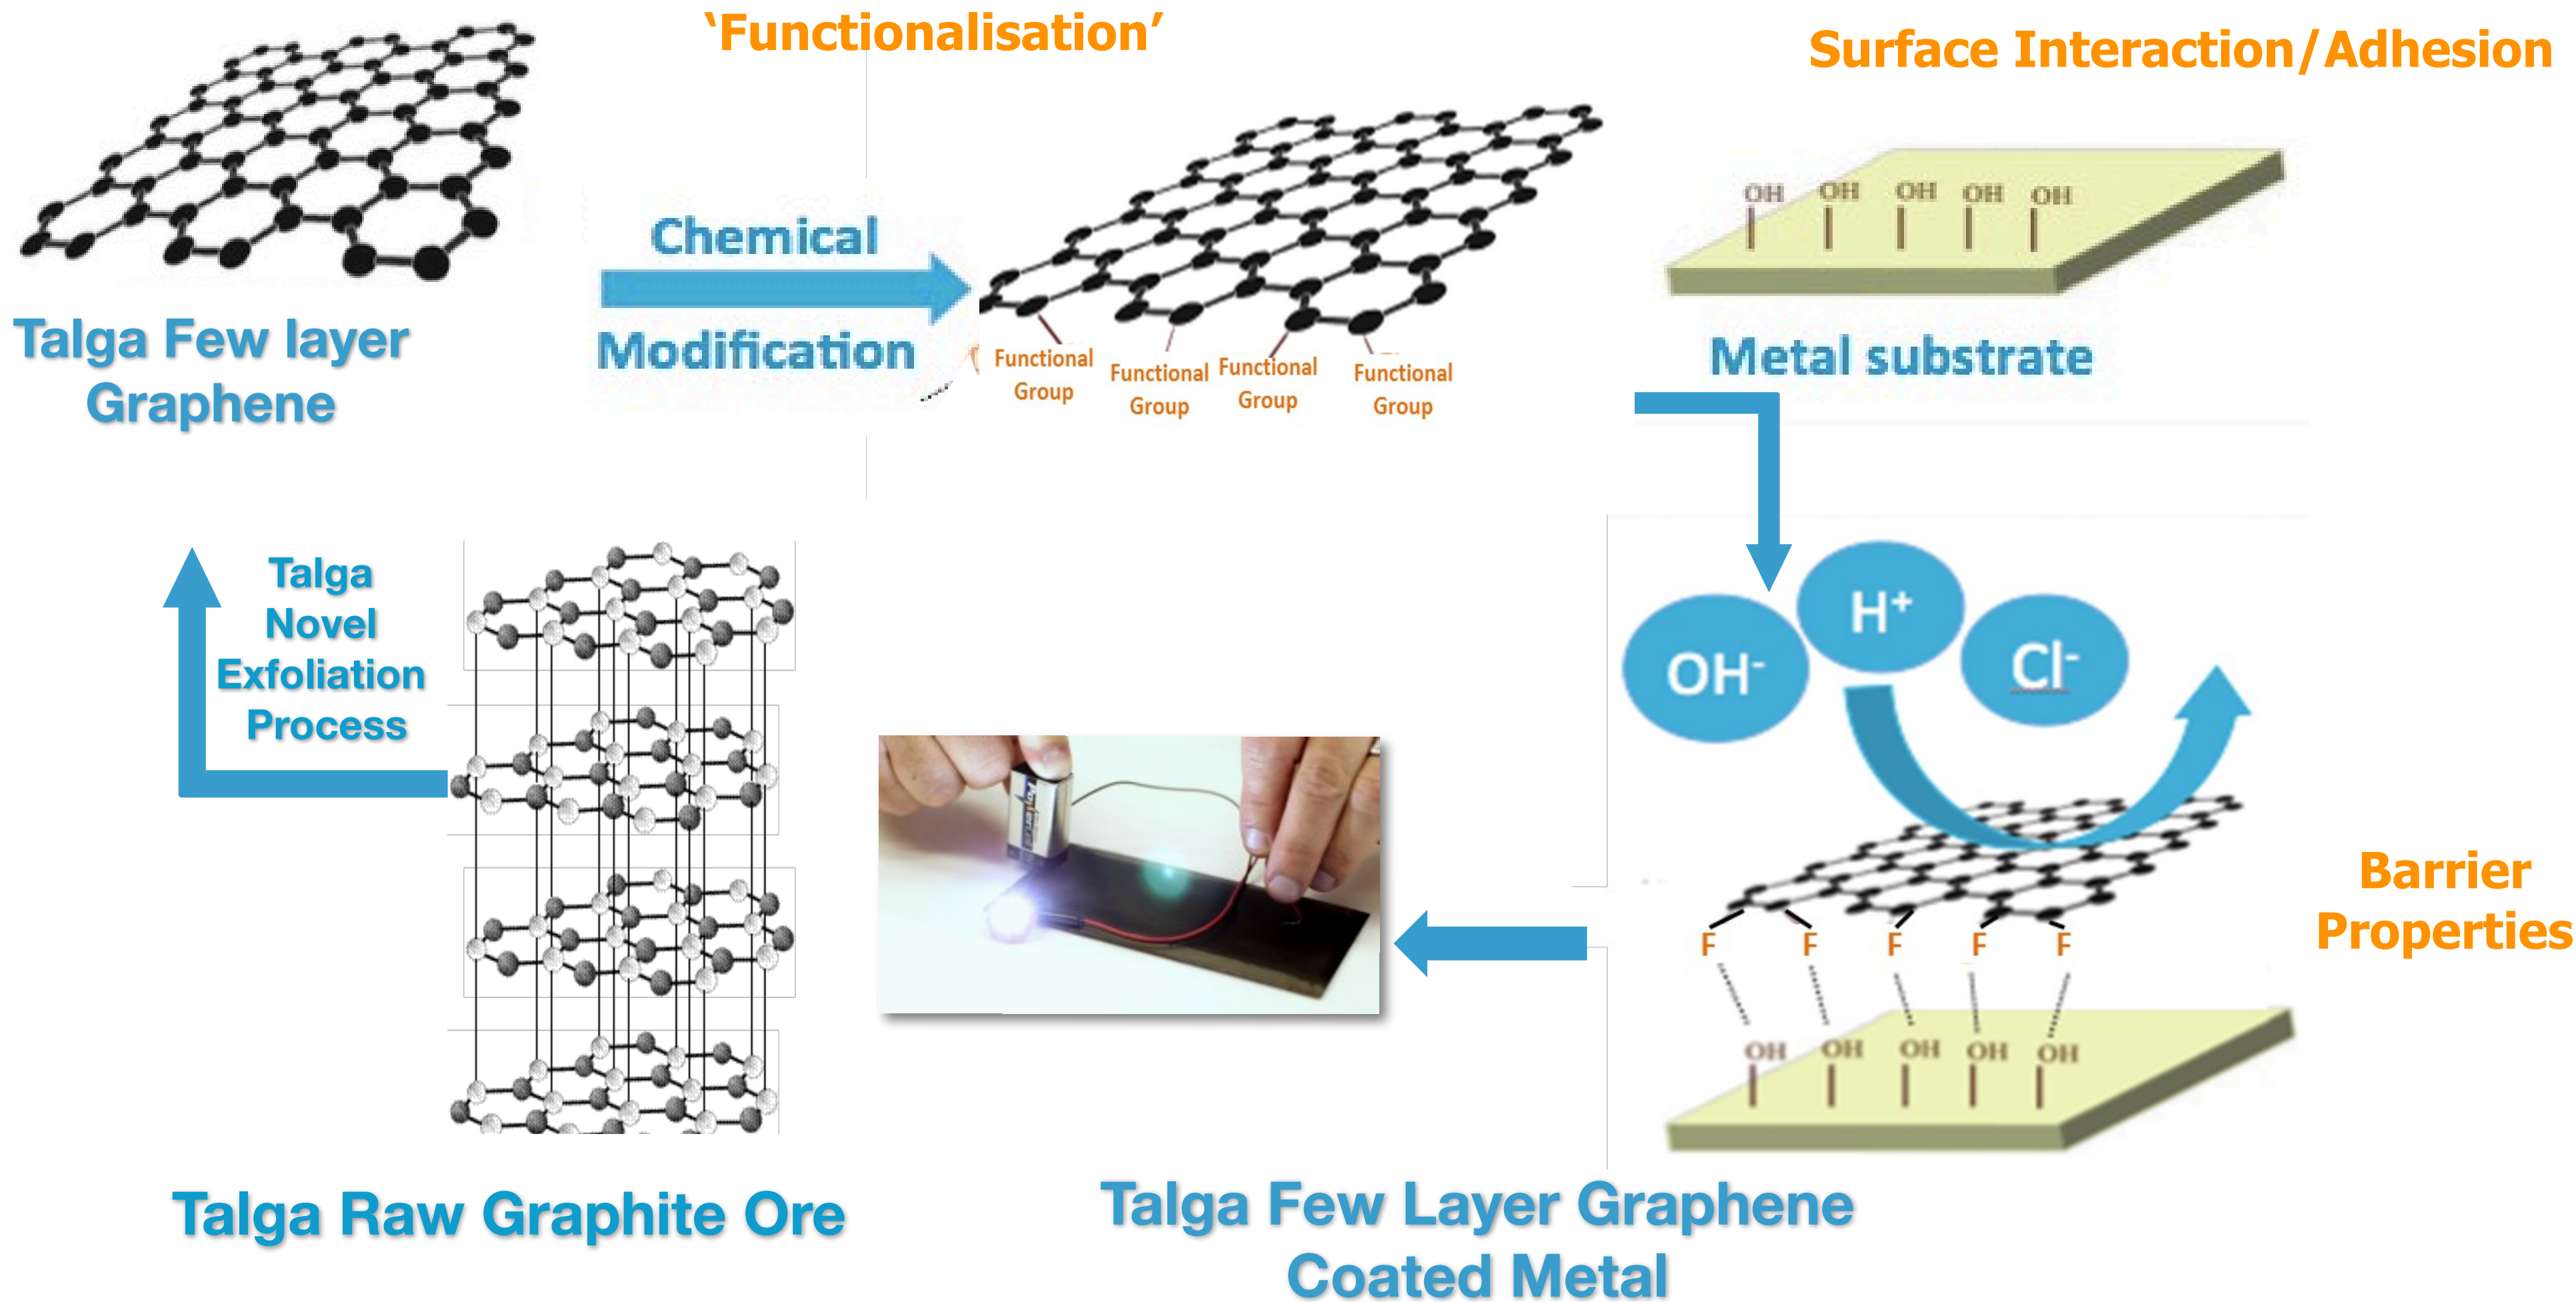 ‘Functionalisation’
Surface Interaction/Adhesion
OH OH OH OH OH
Chemical
Modification
Talga Few layer
Graphene
Functional
Group
Functional
Group
Functional
Group
Functional
Group
Metal substrate
Talga
Novel
Exfoliation
Process
OH-
H+
Cl-
Barrier
Properties
F F F F F
OH OH OH OH OH
Talga Raw Graphite Ore
Talga Few Layer Graphene
Coated Metal